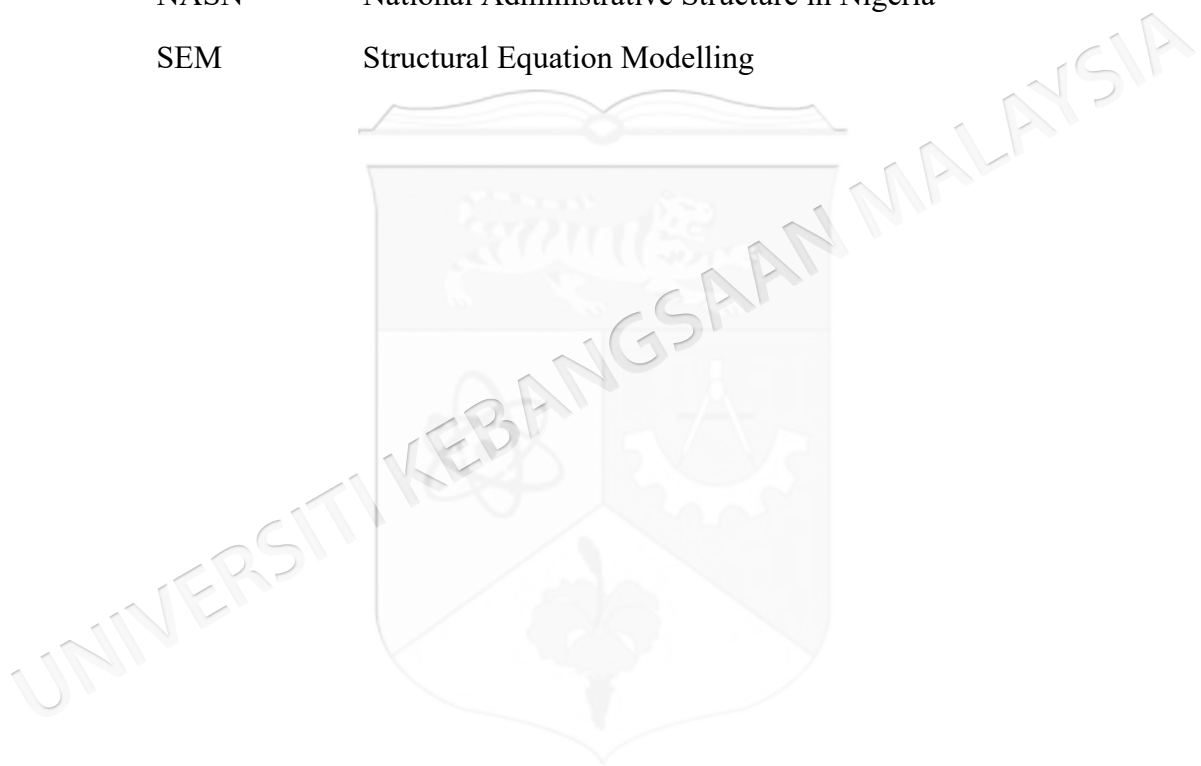 NASN National Administrative Structure in Nigeria
SEM Structural Equation Modelling
UNIVERSITI KEBANGSAAN MALAYSIA